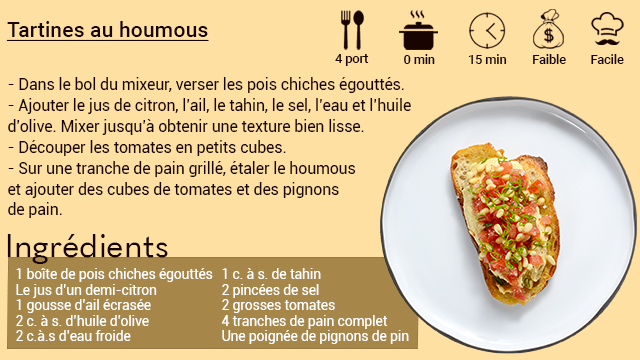 Tartines au houmous
4 port
0 min
15 min
Faible
Facile
- Dans le bol du mixeur, verser les pois chiches égouttés.
- Ajouter le jus de citron, l'ail, le tahin, le sel, l'eau et l'huile
d'olive. Mixer jusqu'à obtenir une texture bien lisse.
- Découper les tomates en petits cubes.
- Sur une tranche de pain grillé, étaler le houmous
et ajouter des cubes de tomates et des pignons
de pain.
Ingrédients
1 boîte de pois chiches égouttés
Le jus d'un demi-citron
1 gousse d'ail écrasée
2 c. à s. d'huile d'olive
2 c.à.s d'eau froide
1 c. à s. de tahin
2 pincées de sel
2 grosses tomates
4 tranches de pain complet
Une poignée de pignons de pin